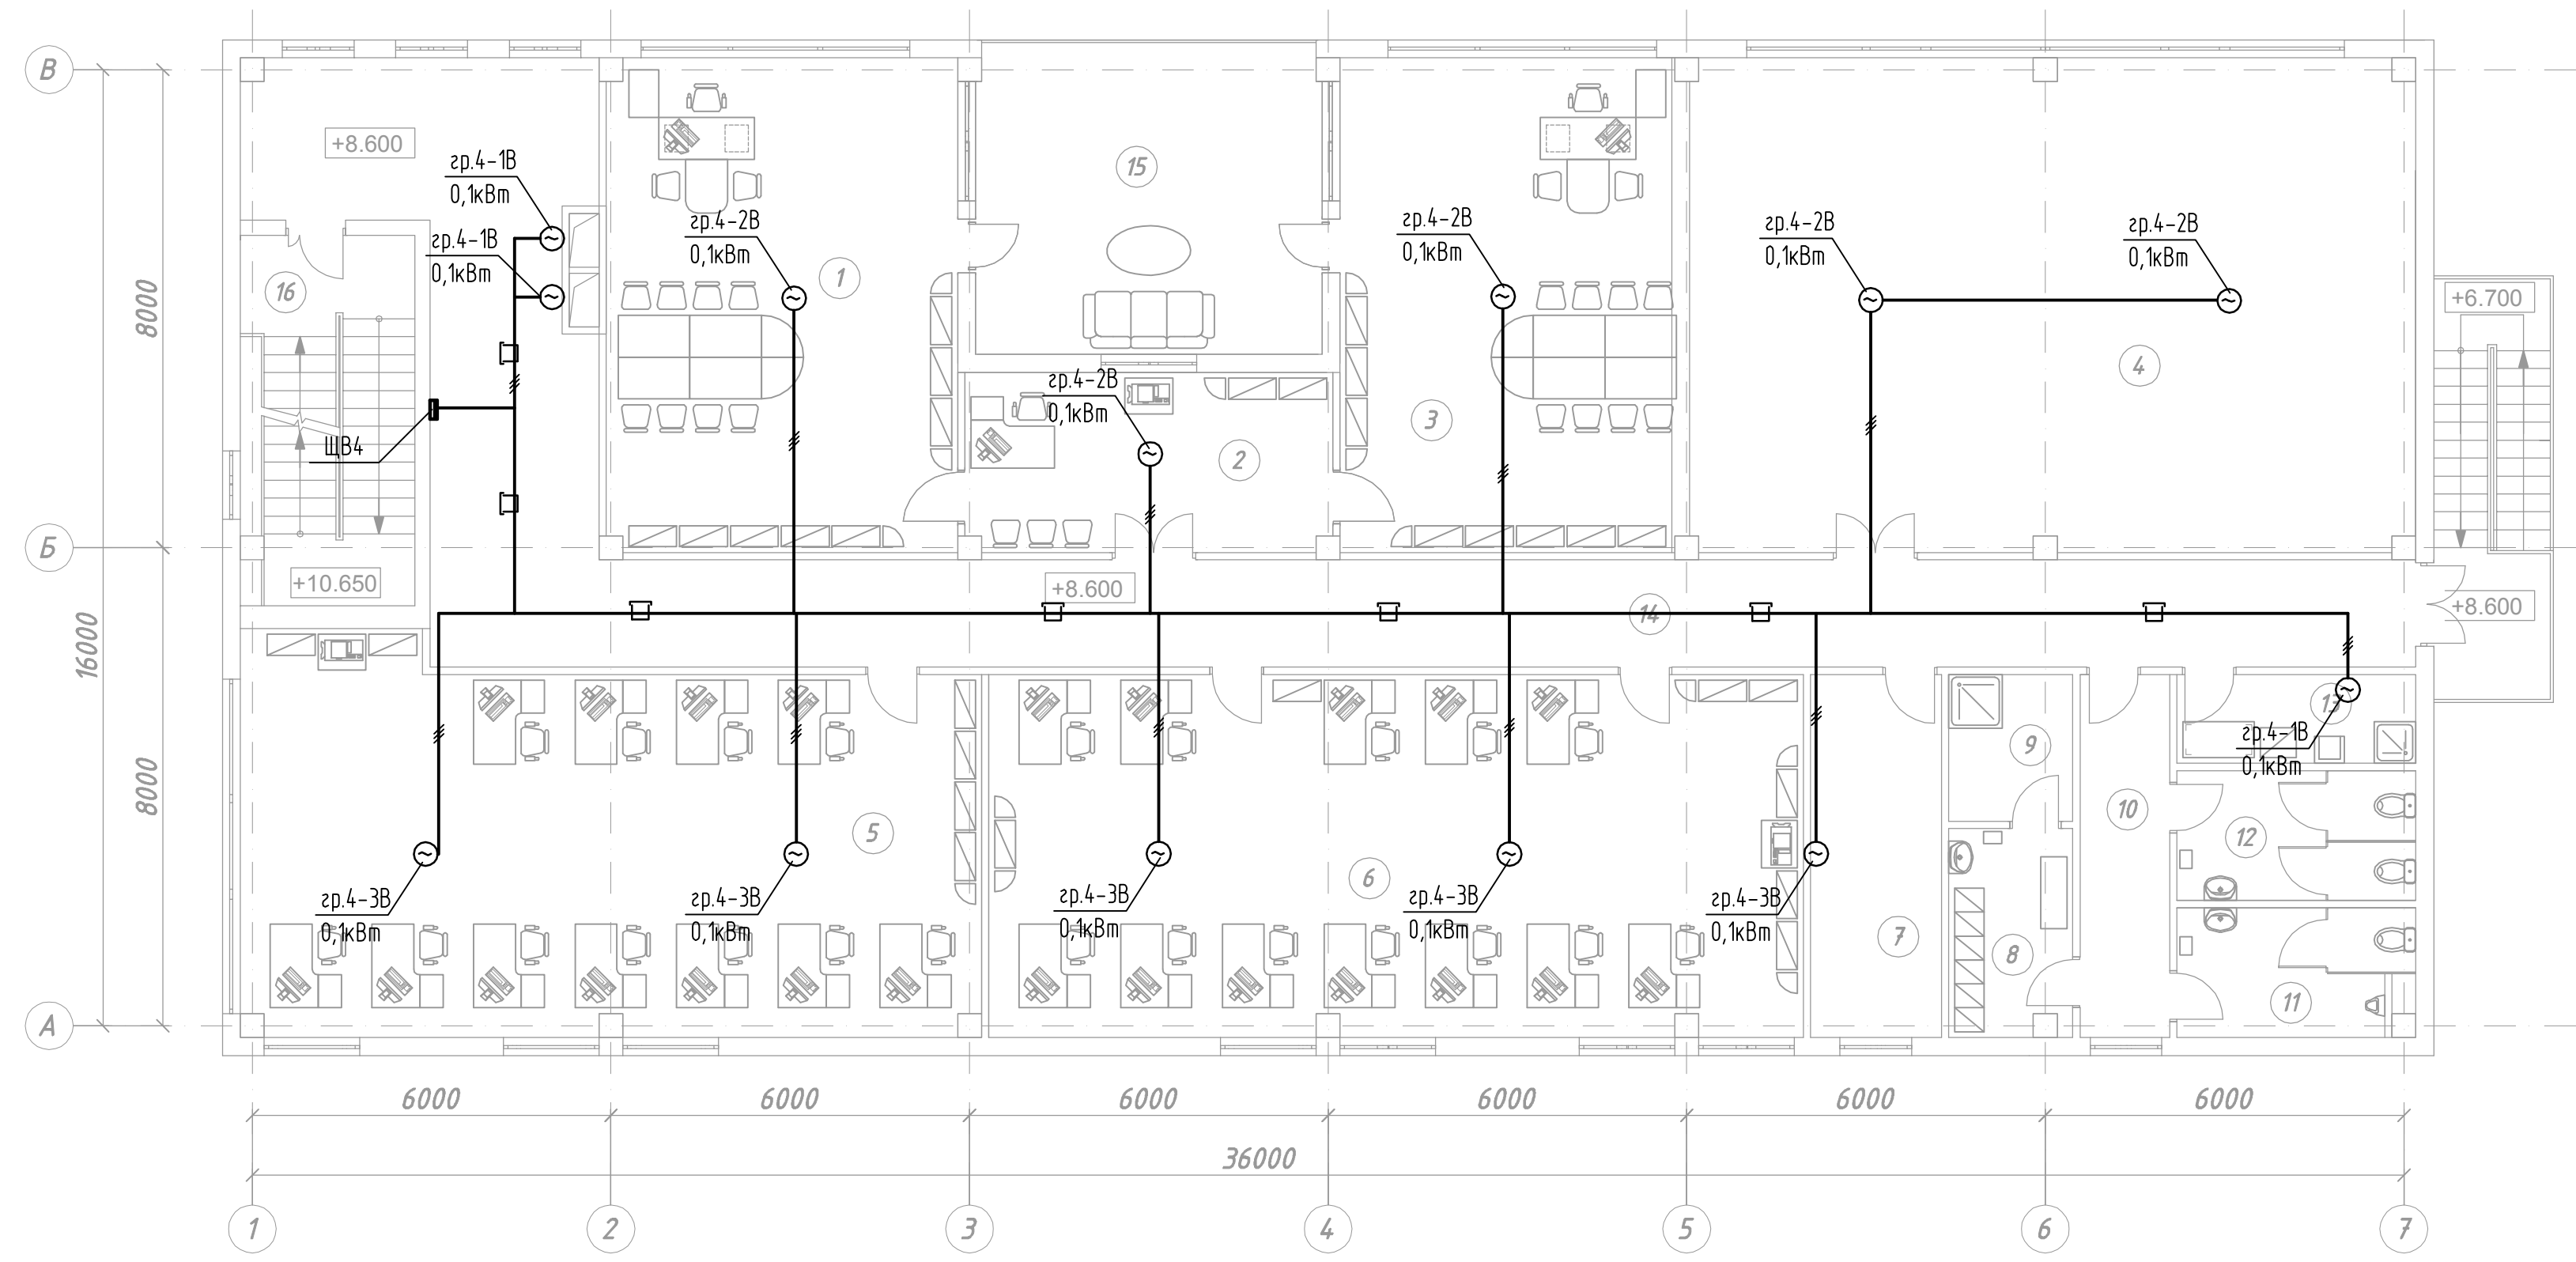 В
+8.600
15
гр.4-1В
0,1кВт
гр.4-2В
0,1кВт
гр.4-2В
0,1кВт
гр.4-2В
0,1кВт
гр.4-2В
0,1кВт
гр.4-1В
0,1кВт
16
1
+6.700
8000
4
гр.4-2В
0,1кВт
3
ЩВ4
2
Б
+10.650
+8.600
14
+8.600
16000
13
гр.4-1В
0,1кВт
9
8000
10
5
12
6
гр.4-3В
0,1кВт
гр.4-3В
0,1кВт
гр.4-3В
0,1кВт
гр.4-3В
0,1кВт
гр.4-3В
0,1кВт
7
8
11
А
6000
6000
6000
6000
6000
6000
36000
1
2
3
4
5
6
7